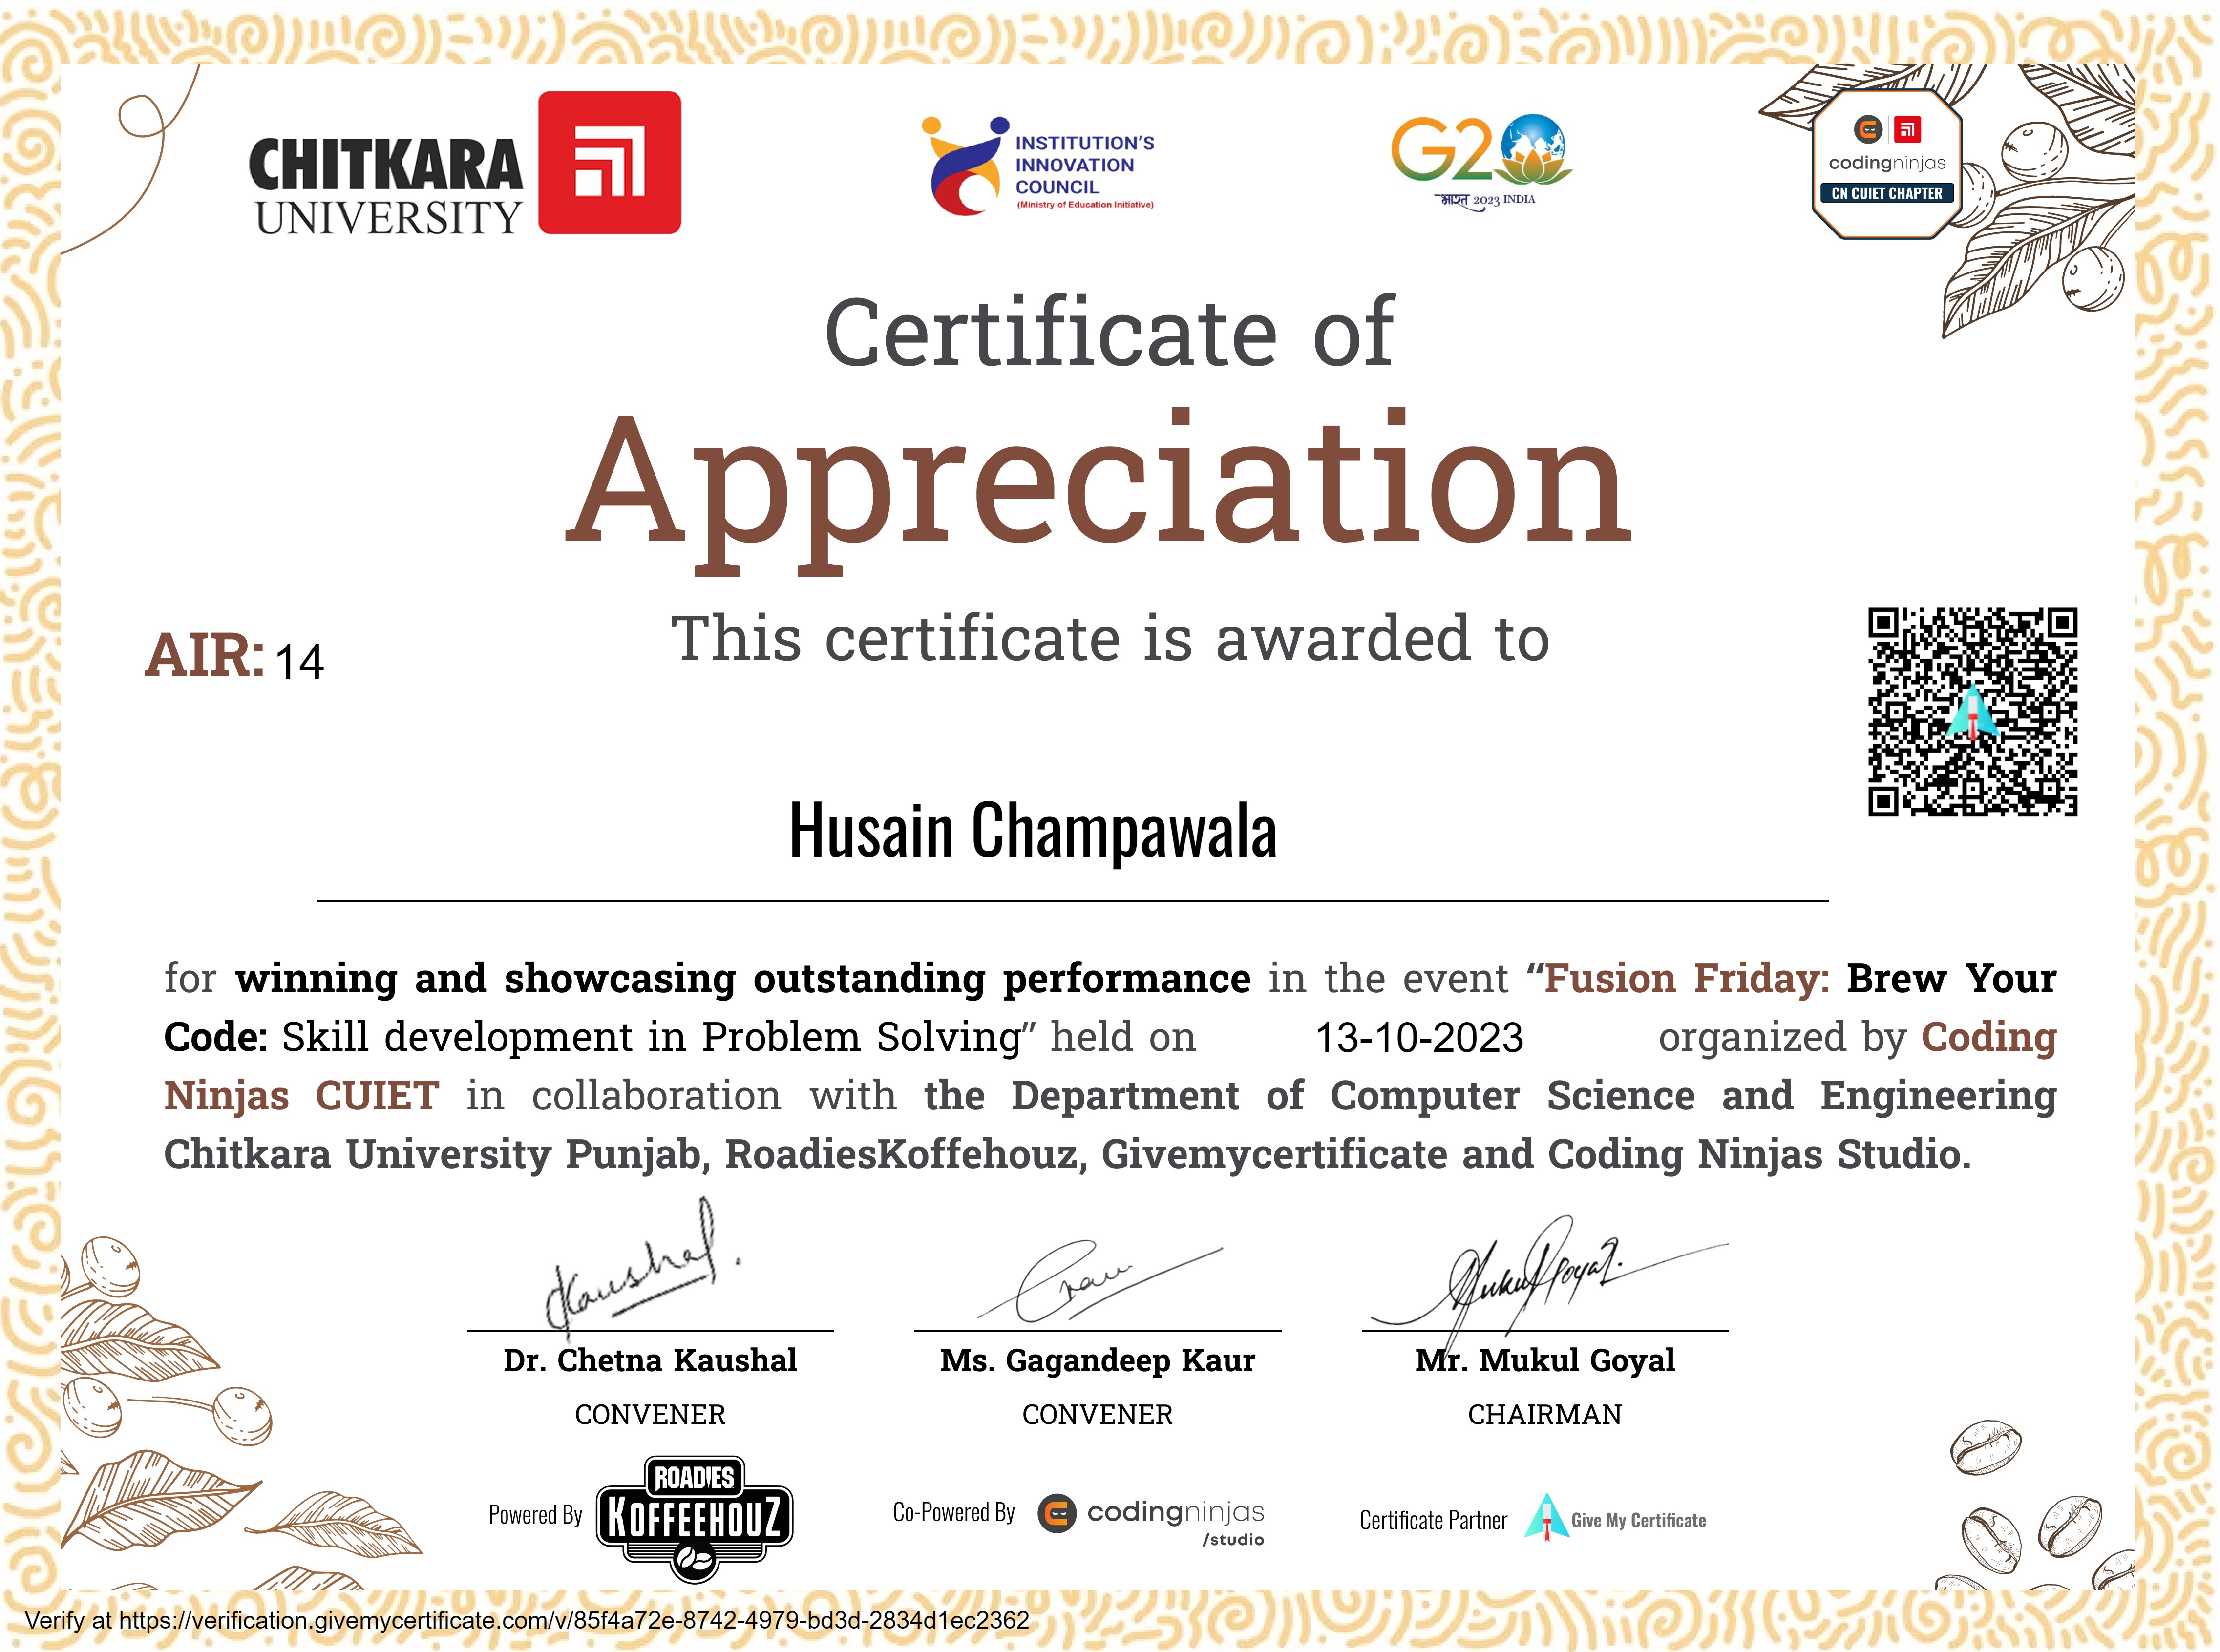 CHITKARA
UNIVERSITY
INSTITUTION'S
INNOVATION
COUNCIL
(Ministry of Education Initiative)
G20
भारत 2023 INDIA
codingninjas
CN CUIET CHAPTER
Certificate of
Appreciation
This certificate is awarded to
AIR: 14
Husain Champawala
for winning and showcasing outstanding performance in the event “Fusion Friday: Brew Your
Code: Skill development in Problem Solving” held on 13-10-2023 organized by Coding
Ninjas CUIET in collaboration with the Department of Computer Science and Engineering
Chitkara University Punjab, RoadiesKoffehouz, Givemycertificate and Coding Ninjas Studio.
Kaushal.
Mukul Goyal.
Dr. Chetna Kaushal
CONVENER
Ms. Gagandeep Kaur
CONVENER
Mr. Mukul Goyal
CHAIRMAN
Powered By
ROADIES
KOFFEEHOUZ
Co-Powered By
codingninjas
/studio
Certificate Partner
Give My Certificate
Verify at https://verification.givemycertificate.com/v/85f4a72e-8742-4979-bd3d-2834d1ec2362